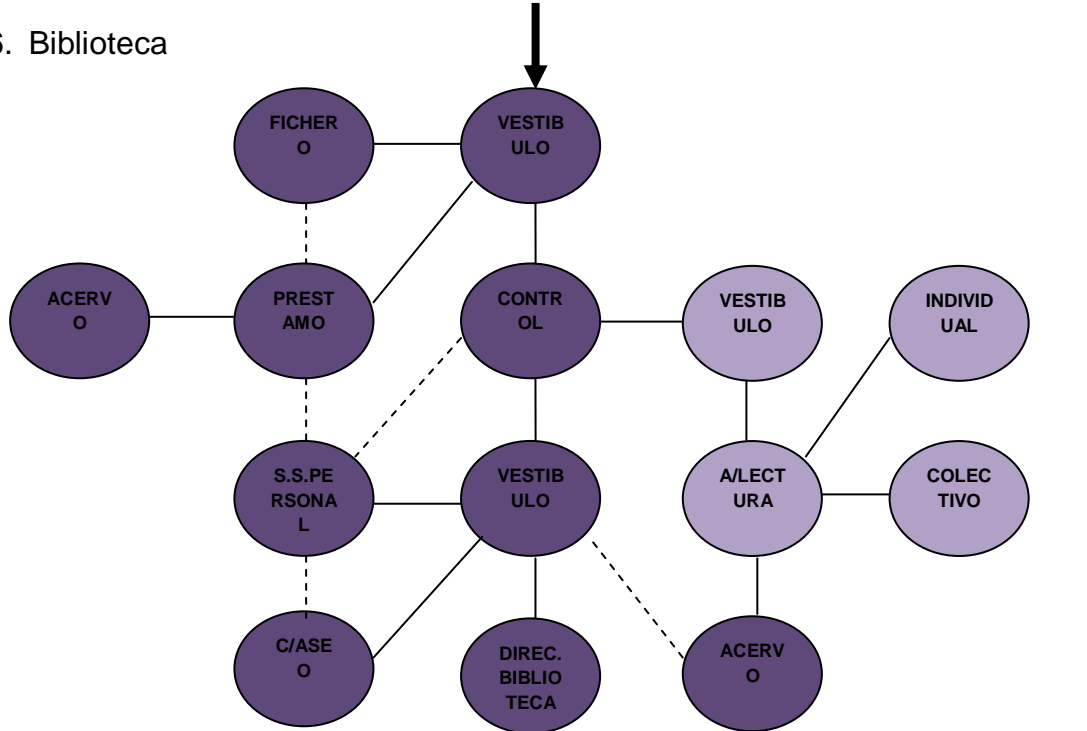 6. Biblioteca
FICHER
O
VESTIB
ULO
ACERV
O
PREST
AMO
CONTR
OL
VESTIB
ULO
INDIVID
UAL
S.S.PE
RSONA
L
VESTIB
ULO
A/LECT
URA
COLEC
TIVO
C/ASE
O
DIREC.
BIBLIO
TECA
ACERV
O